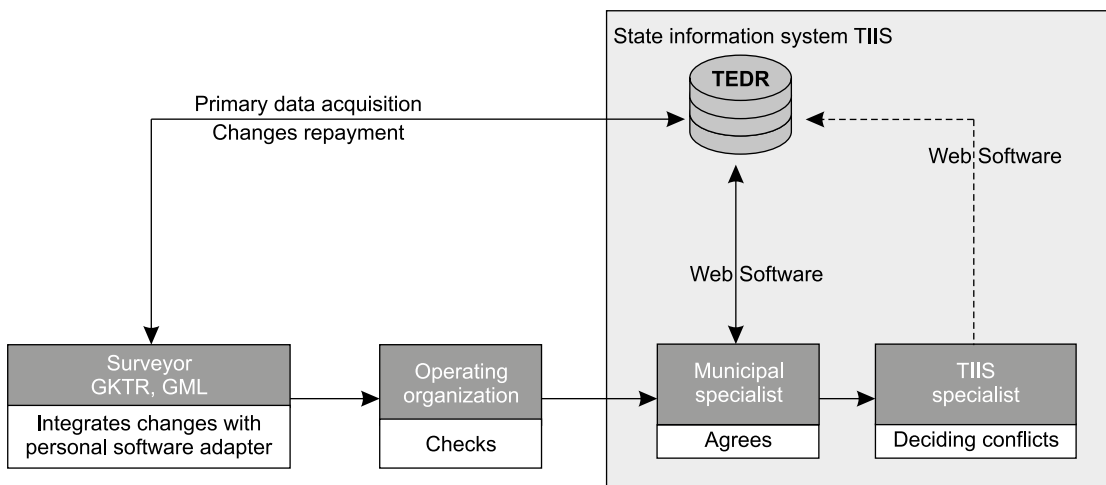 State information system TIIS
TEDR
Primary data acquisition
Changes repayment
Web Software
Web Software
Surveyor
GKTR, GML
Integrates changes with
personal software adapter
Operating
organization
Checks
Municipal
specialist
Agrees
TIIS
specialist
Deciding conflicts